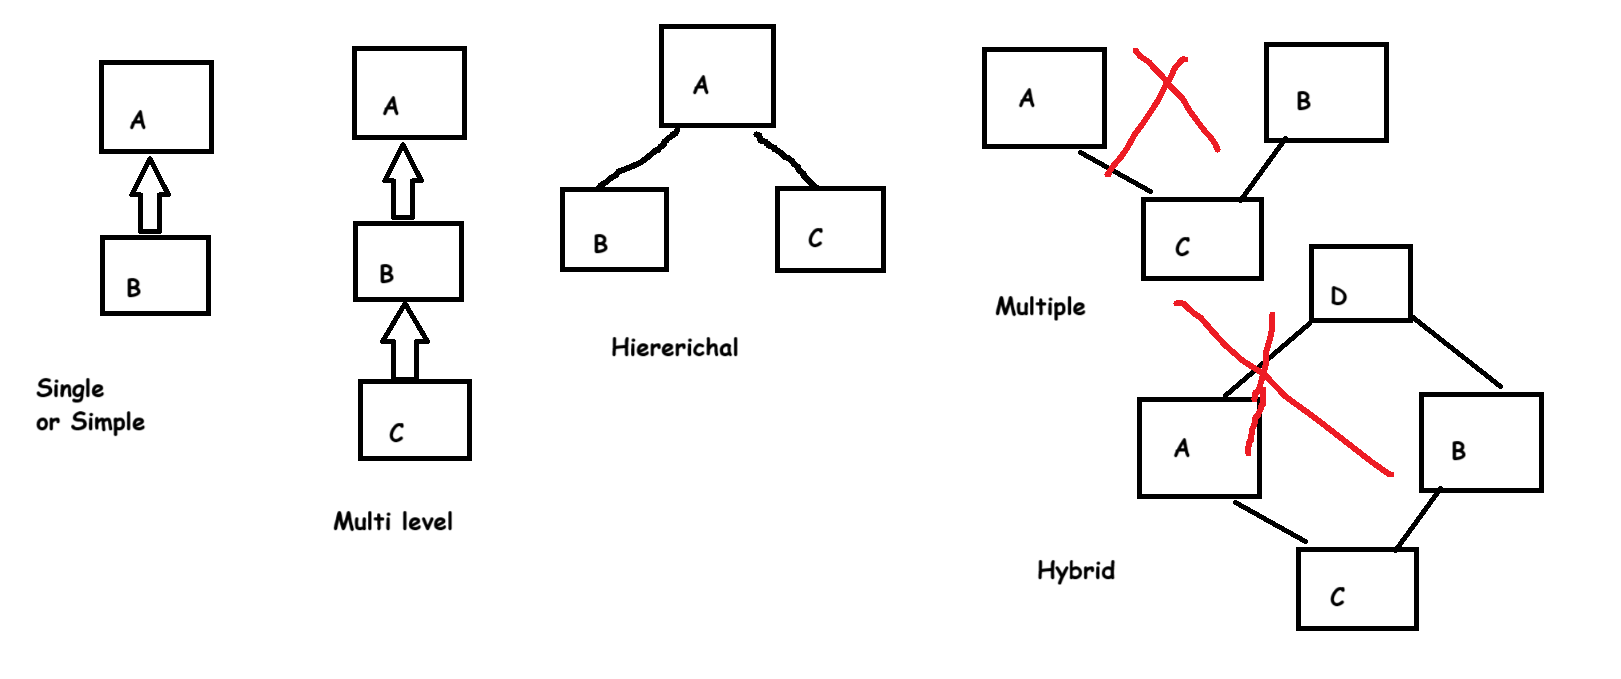 A
B
Single
or Simple
A
B
C
Multi level
A
B
C
Hiererichal
A
B
C
Multiple
D
A
B
C
Hybrid